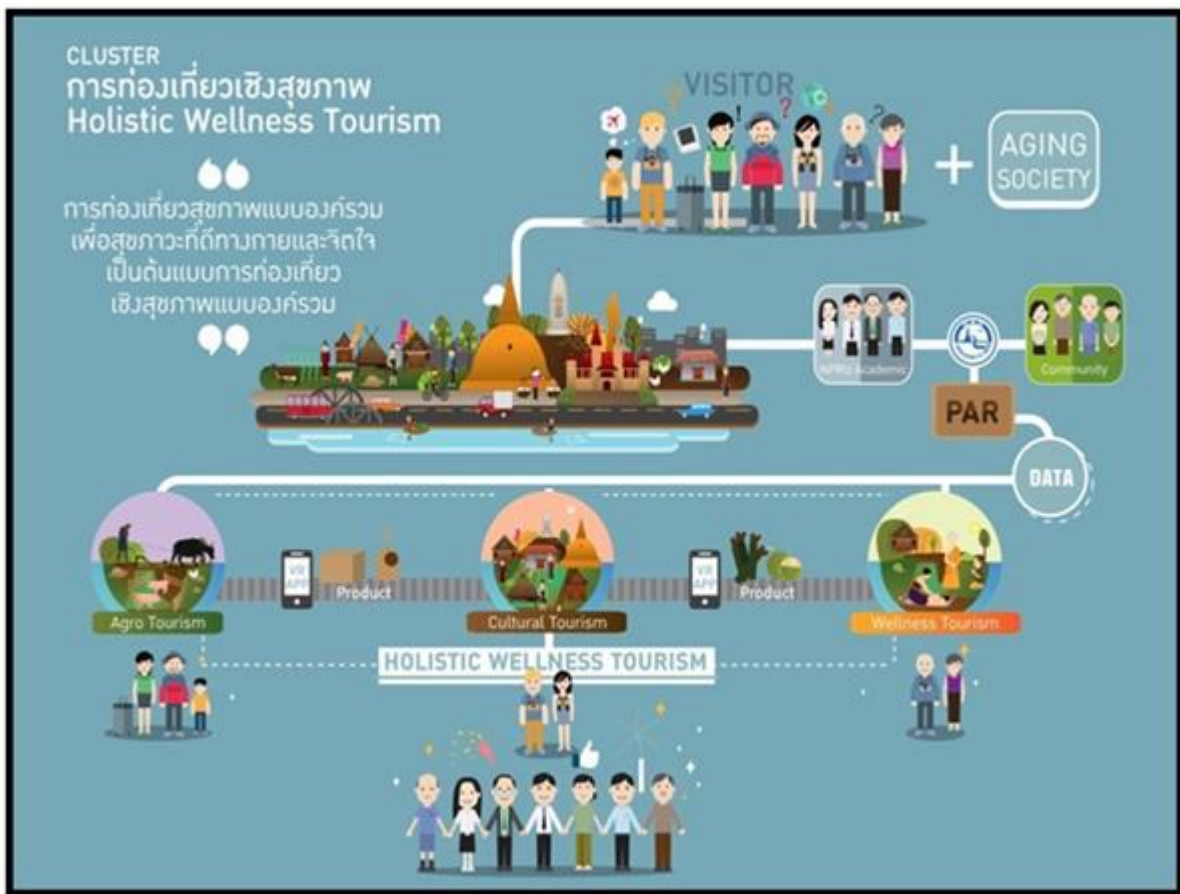 CLUSTER
การท่องเที่ยวเชิงสุขภาพ
Holistic Wellness Tourism
การท่องเที่ยวสุขภาพแบบองค์รวม
เพื่อสุขภาวะที่ดีทางกายและจิตใจ
เป็นต้นแบบการท่องเที่ยว
เชิงสุขภาพแบบองค์รวม
VISITOR
+
AGING
SOCIETY
Academic
Community
PAR
DATA
VR
APP
Product
VR
APP
Product
Agro Tourism
Cultural Tourism
Wellness Tourism
HOLISTIC WELLNESS TOURISM